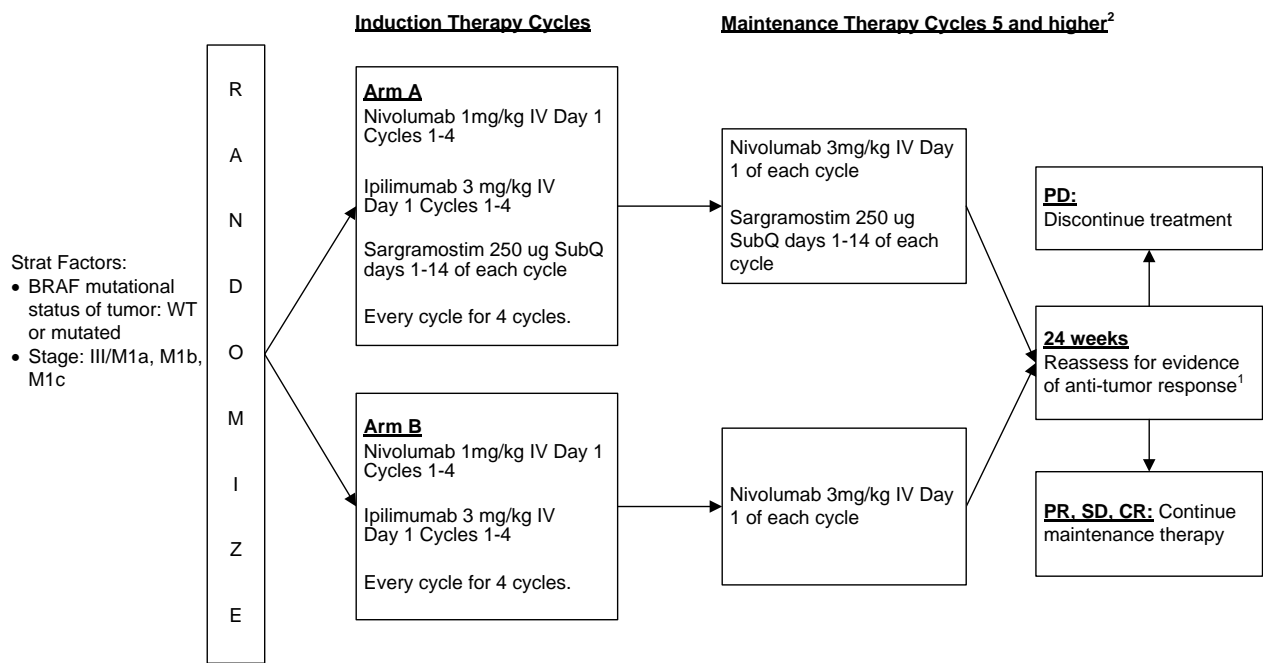 Induction Therapy Cycles
Maintenance Therapy Cycles 5 and higher²
Strat Factors:
• BRAF mutational
status of tumor: WT
or mutated
• Stage: III/M1a, M1b,
M1c
R
A
N
D
O
M
I
Z
E
Arm A
Nivolumab 1mg/kg IV Day 1
Cycles 1-4
Ipilimumab 3 mg/kg IV
Day 1 Cycles 1-4
Sargramostim 250 ug SubQ
days 1-14 of each cycle
Every cycle for 4 cycles.
Nivolumab 3mg/kg IV Day
1 of each cycle
Sargramostim 250 ug
SubQ days 1-14 of each
cycle
Arm B
Nivolumab 1mg/kg IV Day 1
Cycles 1-4
Ipilimumab 3 mg/kg IV
Day 1 Cycles 1-4
Every cycle for 4 cycles.
Nivolumab 3mg/kg IV Day
1 of each cycle
PD:
Discontinue treatment
24 weeks
Reassess for evidence
of anti-tumor response¹
PR, SD, CR: Continue
maintenance therapy